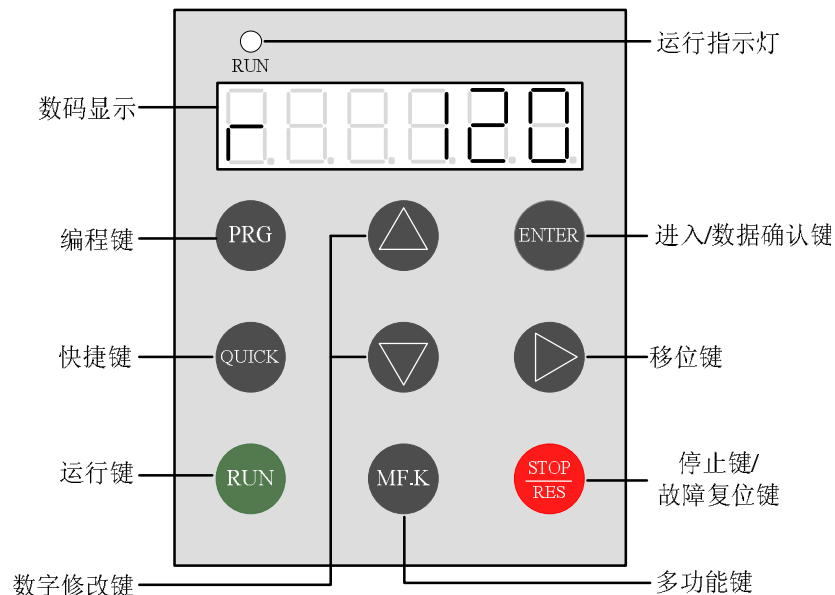 运行指示灯
RUN
数码显示
r 120
编程键
PRG
ENTER
进入/数据确认键
快捷键
QUICK
移位键
运行键
RUN
MF.K
STOP
RES
停止键/
故障复位键
数字修改键
多功能键